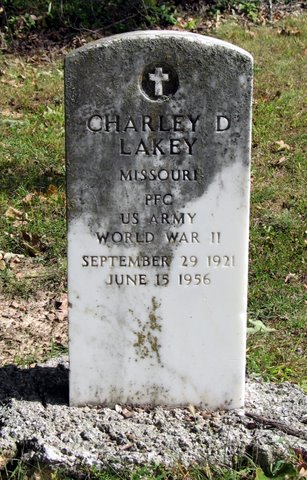 CHARLEY D
LAKEY
MISSOURI
PFC
US ARMY
WORLD WAR II
SEPTEMBER 29 1921
JUNE 15 1956